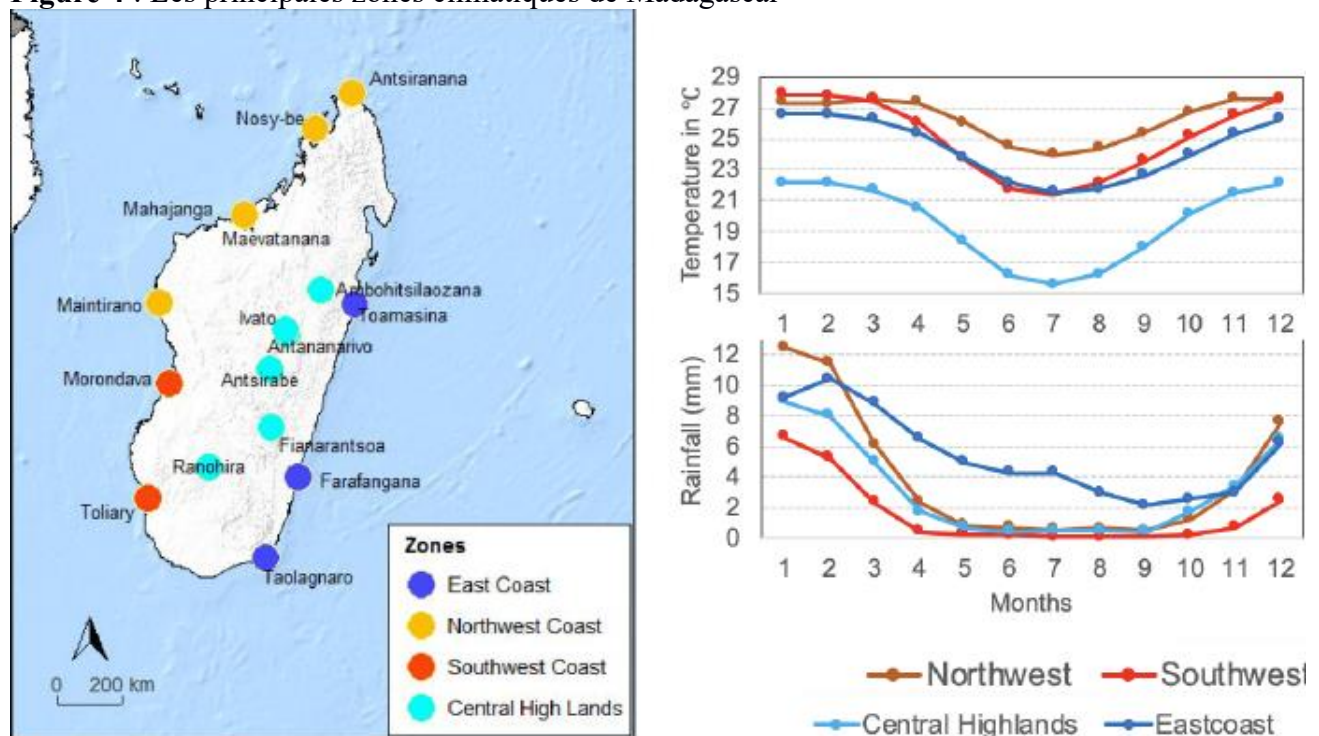 Figure 4 : Les principales zones climatiques de Madagascar
Antsiranana
Nosy-be
Mahajanga
Maevatanana
Ambohitsilaozana
Maintirano
Toamasina
Ivato
Antananarivo
Morondava
Antsirabe
Fianarantsoa
Ranohira
Farafangana
Toliary
Taolagnaro
0 200 km
Zones
East Coast
Northwest Coast
Southwest Coast
Central High Lands
Temperature in °C
29
27
25
23
21
19
17
15
1 2 3 4 5 6 7 8 9 10 11 12
Rainfall (mm)
12
10
8
6
4
2
0
1 2 3 4 5 6 7 8 9 10 11 12
Months
Northwest Southwest
Central Highlands Eastcoast